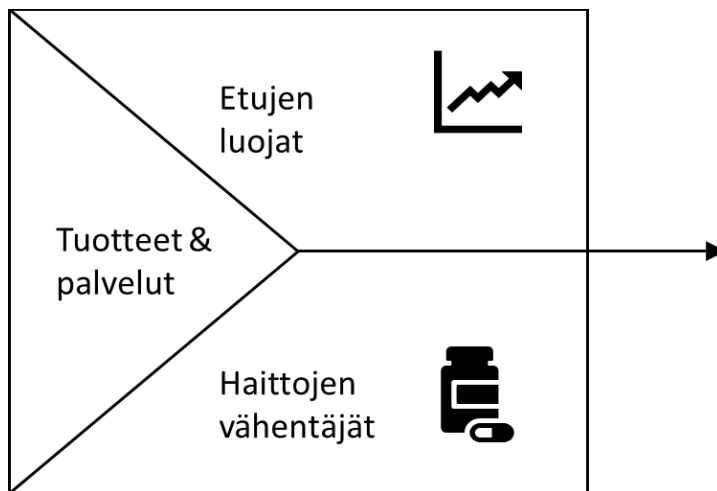 Etujen
luojat
Tuotteet &
palvelut
Haittojen
vähentäjät